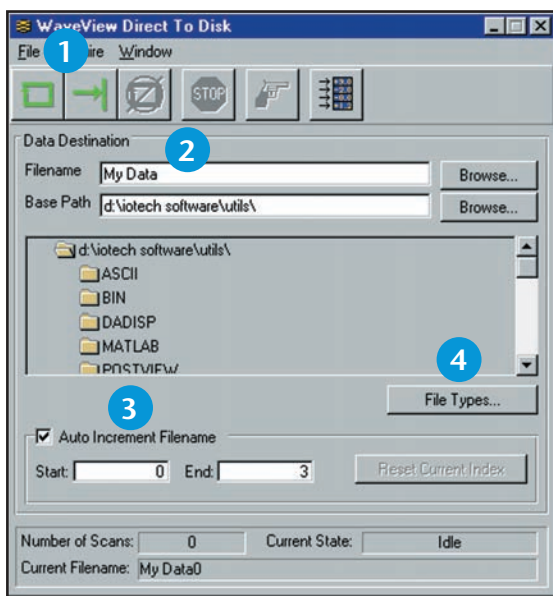 WaveView Direct To Disk
File ire Window
1
STOP
Data Destination
2
Filename My Data Browse...
Base Path d:\iotech software\utils\ Browse...
d:\iotech software\utils\
ASCII
BIN
DADISP
MATLAB
POSTVIEW
4
File Types...
3
Auto Increment Filename
Start: 0 End: 3 Reset Current Index
Number of Scans: 0 Current State: Idle
Current Filename: My Data0